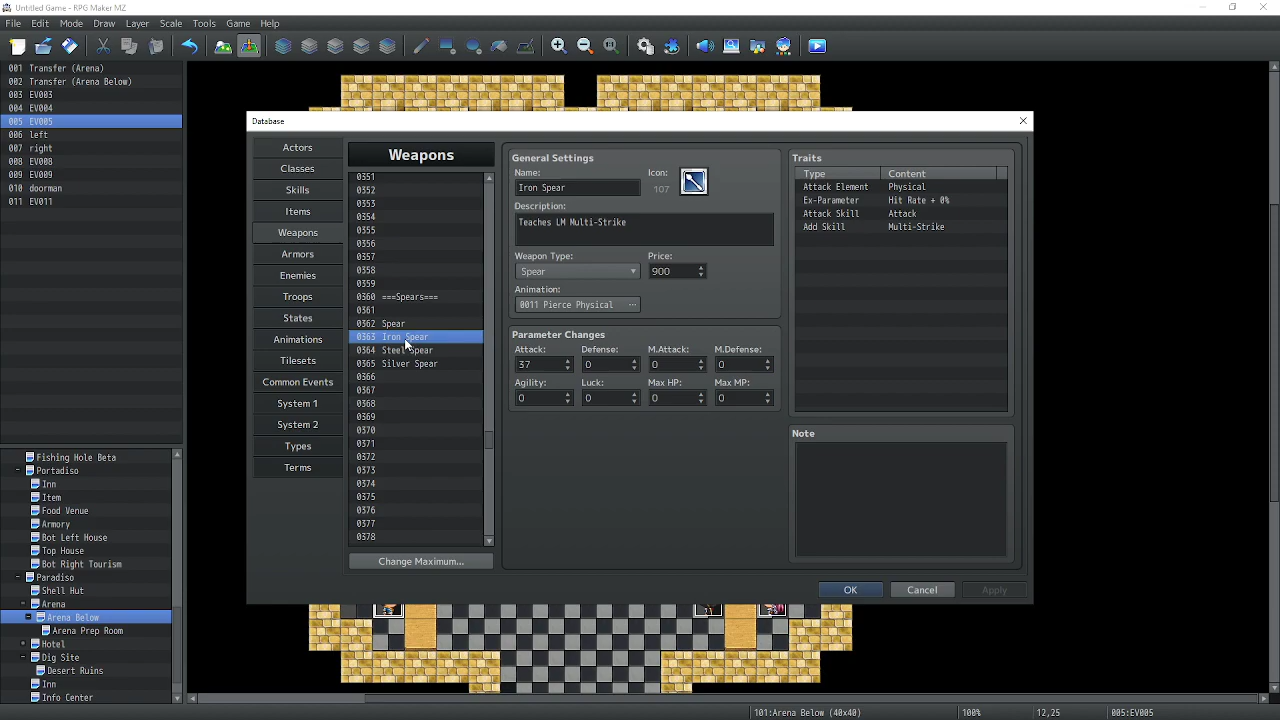 Untitled Game - RPG Maker MZ
File Edit Mode Draw Layer Scale Tools Game Help
001 Transfer (Arena)
002 Transfer (Arena Below)
003 EV003
004 EV004
005 EV005
006 left
007 right
008 EV008
009 EV009
010 doorman
011 EV011
Fishing Hole Beta
Portadiso
Inn
Item
Food Venue
Armory
Bot Left House
Top House
Bot Right Tourism
Paradiso
Shell Hut
Arena
Arena Below
Arena Prep Room
Hotel
Dig Site
Desert Ruins
Inn
Info Center
Database
Actors
Classes
Skills
Items
Weapons
Armors
Enemies
Troops
States
Animations
Tilesets
Common Events
System 1
System 2
Types
Terms
Weapons
0351
0352
0353
0354
0355
0356
0357
0358
0359
0360 ===Spears===
0361
0362 Spear
0363 Iron Spear
0364 Steel Spear
0365 Silver Spear
0366
0367
0368
0369
0370
0371
0372
0373
0374
0375
0376
0377
0378
Change Maximum...
General Settings
Name: Icon:
Iron Spear 107
Description:
Teaches LM Multi-Strike
Weapon Type: Price:
Spear 900
Animation:
0011 Pierce Physical ...
Parameter Changes
Attack: Defense: M.Attack: M.Defense:
37 0 0 0
Agility: Luck: Max HP: Max MP:
0 0 0 0
Traits
Type Content
Attack Element Physical
Ex-Parameter Hit Rate + 0%
Attack Skill Attack
Add Skill Multi-Strike
Note
OK Cancel Apply
101:Arena Below (40x40) 100% 12,25 005:EV005